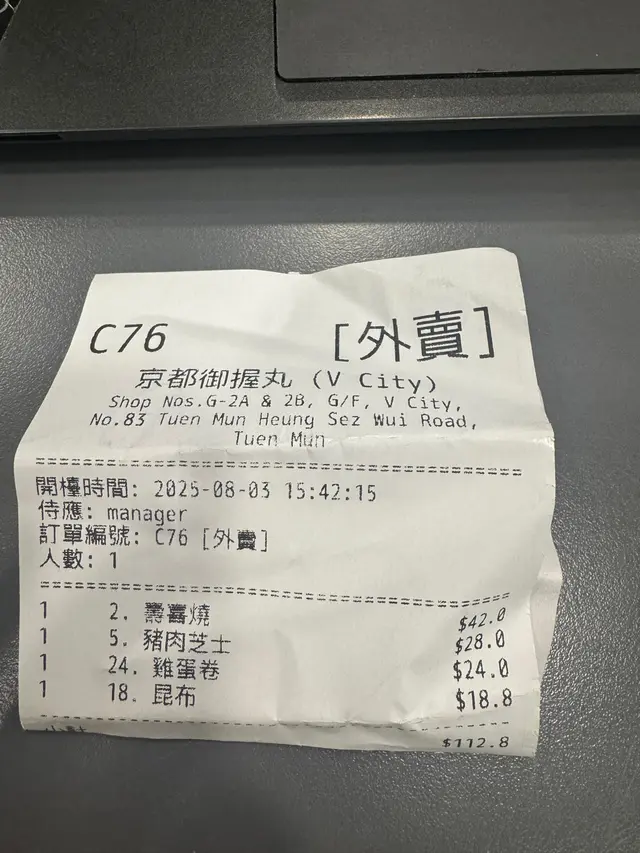 C76 [外賣]
京都御握丸 (V City)
Shop Nos.G-2A & 2B, G/F, V City,
No.83 Tuen Mun Heung Sez Wui Road,
Tuen Mun
開檯時間: 2025-08-03 15:42:15
侍應: manager
訂單編號: C76 [外賣]
人數: 1
1 2. 壽喜燒 $42.0
1 5. 豬肉芝士 $28.0
1 24. 雞蛋卷 $24.0
1 18. 昆布 $18.8
$112.8